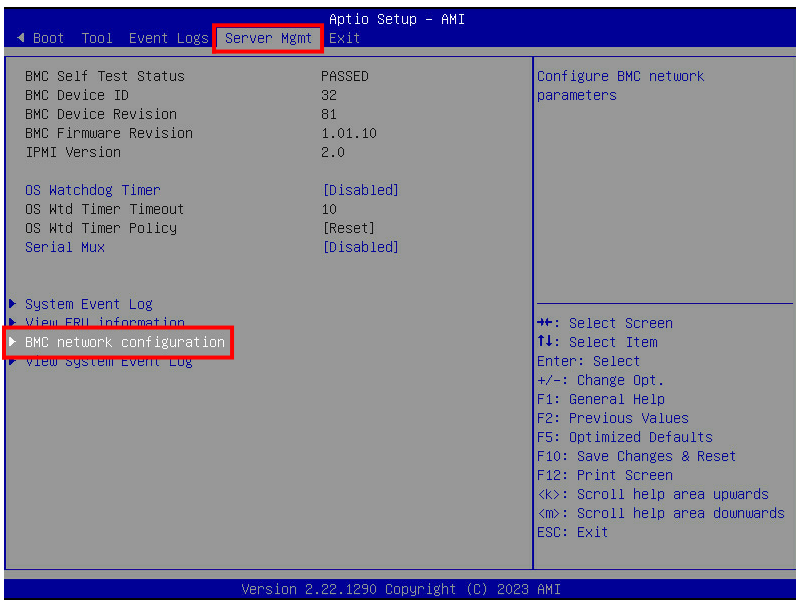 Aptio Setup – AMI
Boot Tool Event Logs Server Mgmt Exit
BMC Self Test Status PASSED
BMC Device ID 32
BMC Device Revision 81
BMC Firmware Revision 1.01.10
IPMI Version 2.0
OS Watchdog Timer [Disabled]
OS Wtd Timer Timeout 10
OS Wtd Timer Policy [Reset]
Serial Mux [Disabled]
System Event Log
View FRU information
BMC network configuration
View System Event Log
Configure BMC network
parameters
→←: Select Screen
↑↓: Select Item
Enter: Select
+/-: Change Opt.
F1: General Help
F2: Previous Values
F5: Optimized Defaults
F10: Save Changes & Reset
F12: Print Screen
<k>: Scroll help area upwards
<m>: Scroll help area downwards
ESC: Exit
Version 2.22.1290 Copyright (C) 2023 AMI